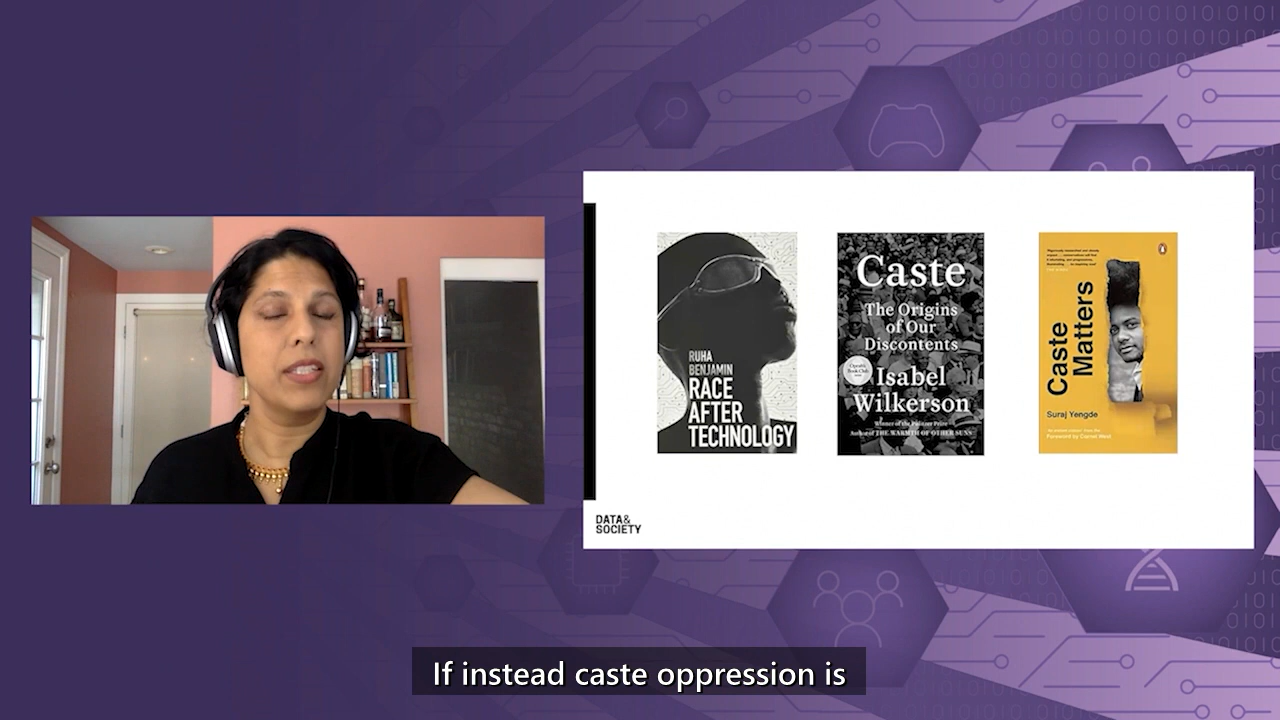 RUHA
BENJAMIN
RACE
AFTER
TECHNOLOGY
Caste
The Origins
of Our
Discontents
Isabel
Wilkerson
Winner of the Pulitzer Prize
Author of THE WARMTH OF OTHER SUNS
Caste
Matters
Suraj Yengde
Foreword by Cornel West
DATA&
SOCIETY
If instead caste oppression is